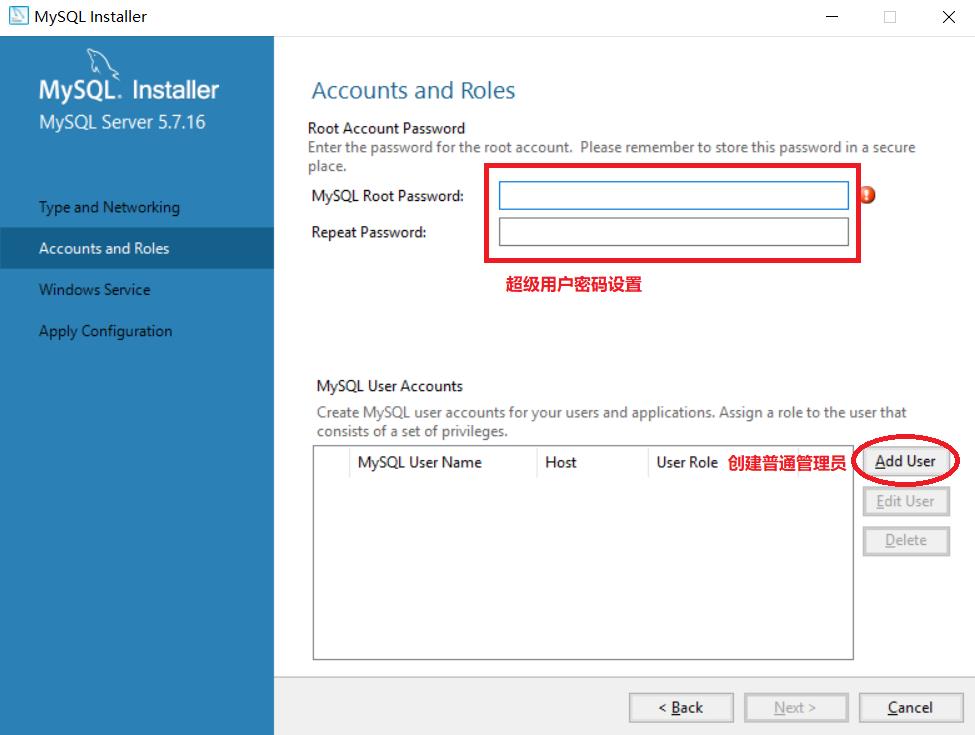 MySQL Installer
MySQL. Installer
MySQL Server 5.7.16
Type and Networking
Accounts and Roles
Windows Service
Apply Configuration
Accounts and Roles
Root Account Password
Enter the password for the root account. Please remember to store this password in a secure
place.
MySQL Root Password:
Repeat Password:
超级用户密码设置
MySQL User Accounts
Create MySQL user accounts for your users and applications. Assign a role to the user that
consists of a set of privileges.
MySQL User Name Host User Role 创建普通管理员 Add User
Edit User
Delete
< Back Next > Cancel